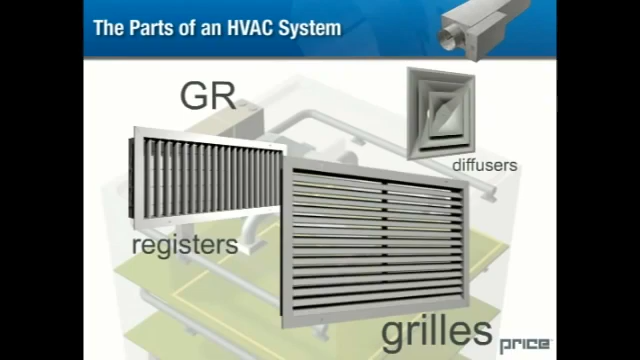 The Parts of an HVAC System
GR
diffusers
registers
grilles
price